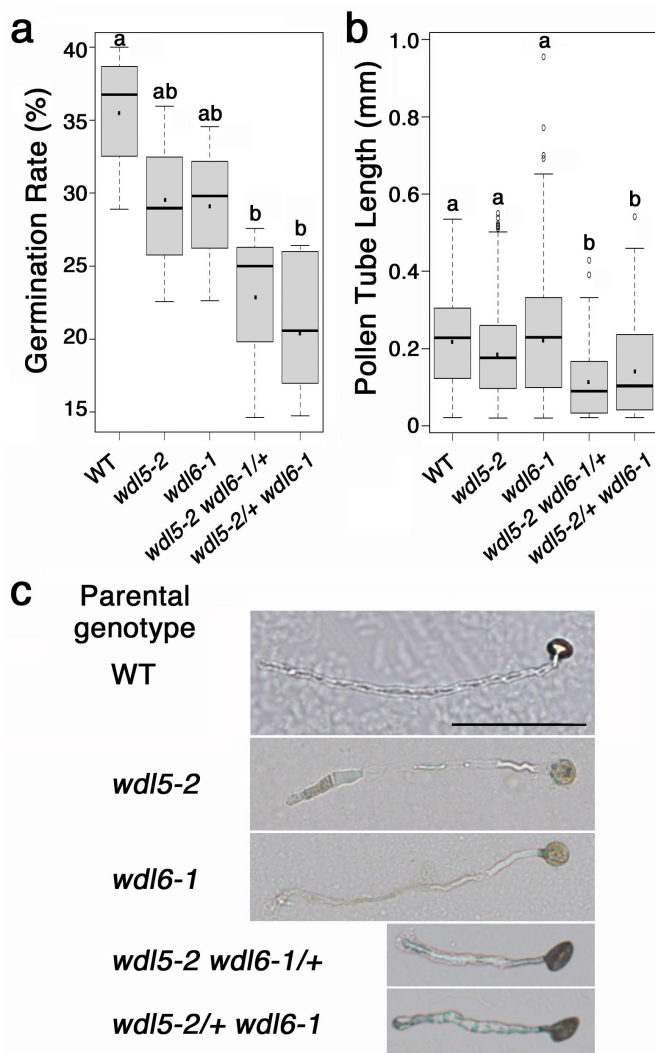 a
Germination Rate (%)
40
35
30
25
20
15
a
ab
ab
b
b
WT
wdl5-2
wdl6-1
wdl5-2 wdl6-1/+
wdl5-2/+ wdl6-1
b
Pollen Tube Length (mm)
1.0
0.8
0.6
0.4
0.2
0
a
a
a
b
b
WT
wdl5-2
wdl6-1
wdl5-2 wdl6-1/+
wdl5-2/+ wdl6-1
c
Parental
genotype
WT
wdl5-2
wdl6-1
wdl5-2 wdl6-1/+
wdl5-2/+ wdl6-1